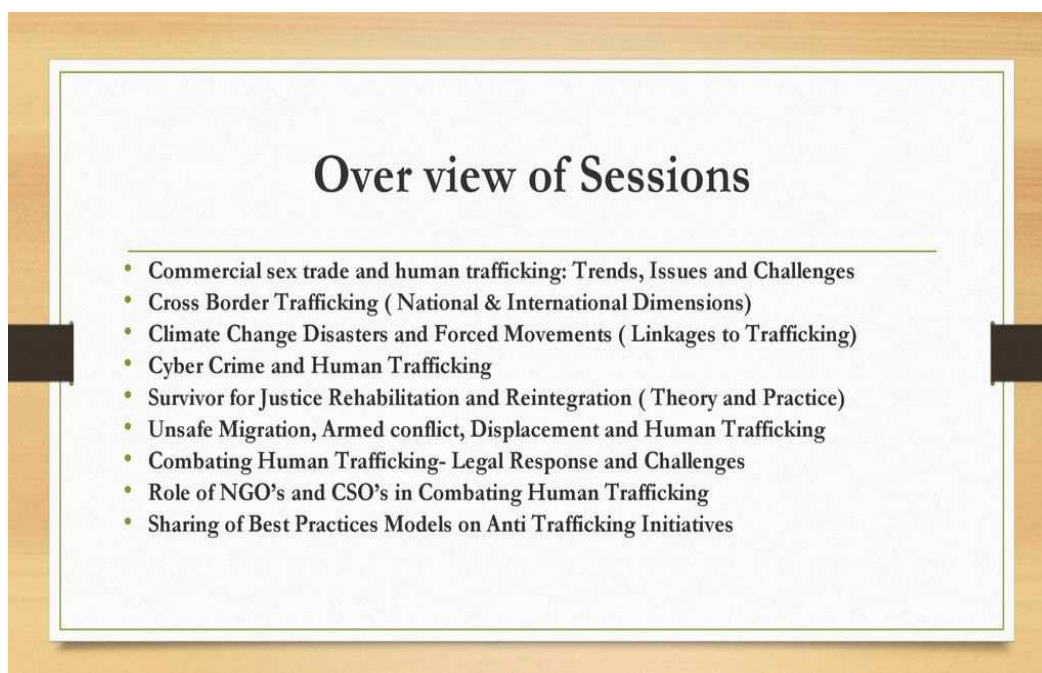 Over view of Sessions
• Commercial sex trade and human trafficking: Trends, Issues and Challenges
• Cross Border Trafficking ( National & International Dimensions)
• Climate Change Disasters and Forced Movements ( Linkages to Trafficking)
• Cyber Crime and Human Trafficking
• Survivor for Justice Rehabilitation and Reintegration ( Theory and Practice)
• Unsafe Migration, Armed conflict, Displacement and Human Trafficking
• Combating Human Trafficking- Legal Response and Challenges
• Role of NGO’s and CSO’s in Combating Human Trafficking
• Sharing of Best Practices Models on Anti Trafficking Initiatives